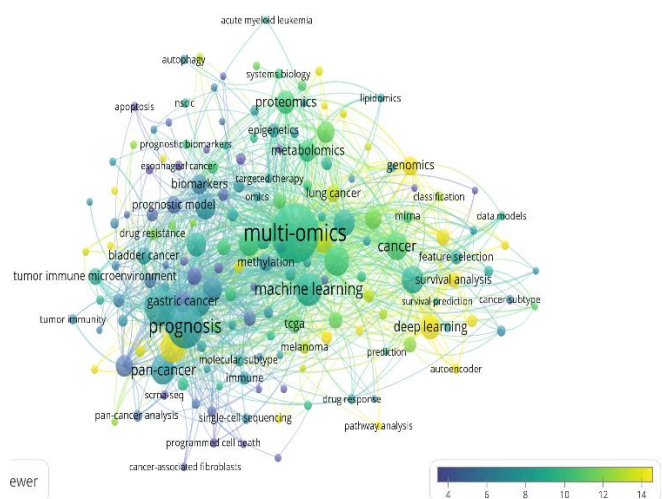 acute myeloid leukemia
autophagy
systems biology
apoptosis
nsclc
proteomics
lipidomics
epigenetics
prognostic biomarkers
metabolomics
esophageal cancer
genomics
biomarkers
targeted therapy
omics
lung cancer
classification
prognostic model
mirna
data models
drug resistance
multi-omics
cancer
bladder cancer
methylation
feature selection
tumor immune microenvironment
machine learning
survival analysis
gastric cancer
survival prediction
cancer subtype
tumor immunity
prognosis
tcga
deep learning
melanoma
prediction
molecular subtype
pan-cancer
immune
autoencoder
scrna-seq
drug response
pan-cancer analysis
single-cell sequencing
pathway analysis
programmed cell death
cancer-associated fibroblasts
ewer
4 6 8 10 12 14